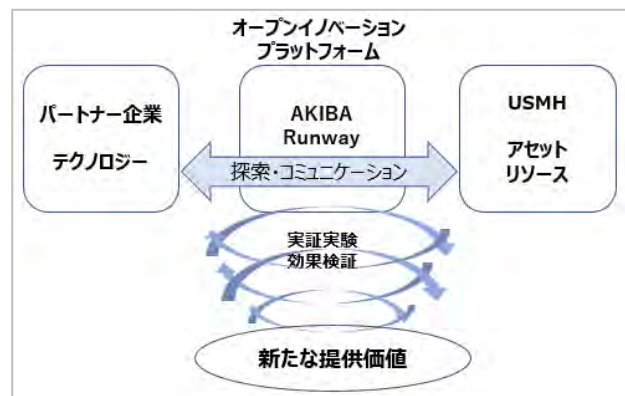 オープンイノベーション
プラットフォーム
パートナー企業
テクノロジー
AKIBA
Runway
USMH
アセット
リソース
探索・コミュニケーション
実証実験
効果検証
新たな提供価値